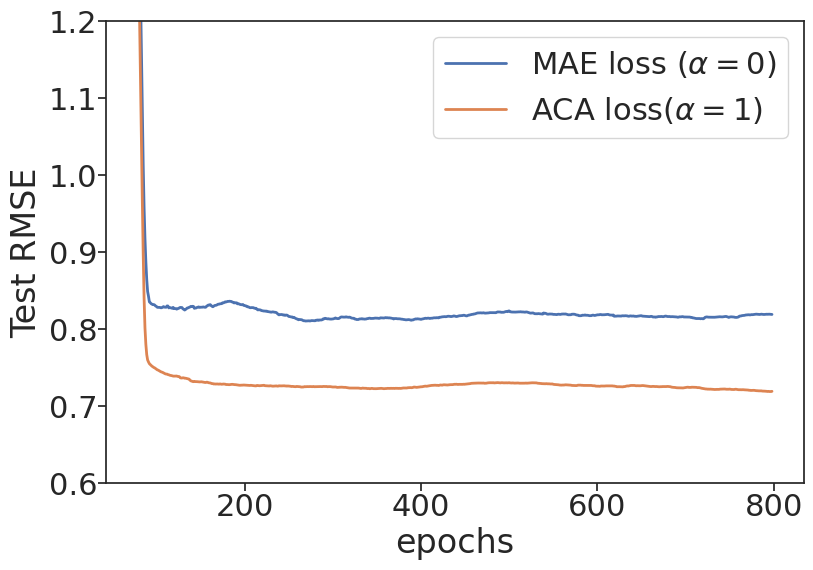 1.2
1.1
1.0
0.9
0.8
0.7
0.6
Test RMSE
MAE loss (α = 0)
ACA loss(α = 1)
200 400 600 800
epochs